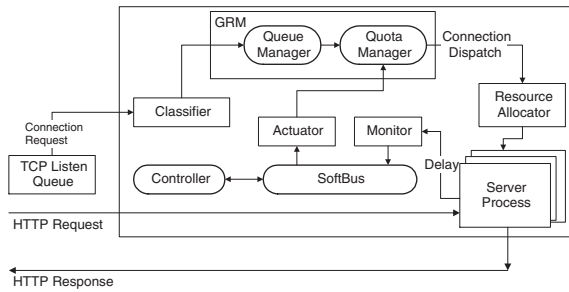 GRM
Queue
Manager
Quota
Manager
Connection
Dispatch
Classifier
Resource
Allocator
Connection
Request
Actuator
Monitor
TCP Listen
Queue
Delay
Controller
SoftBus
Server
Process
HTTP Request
HTTP Response